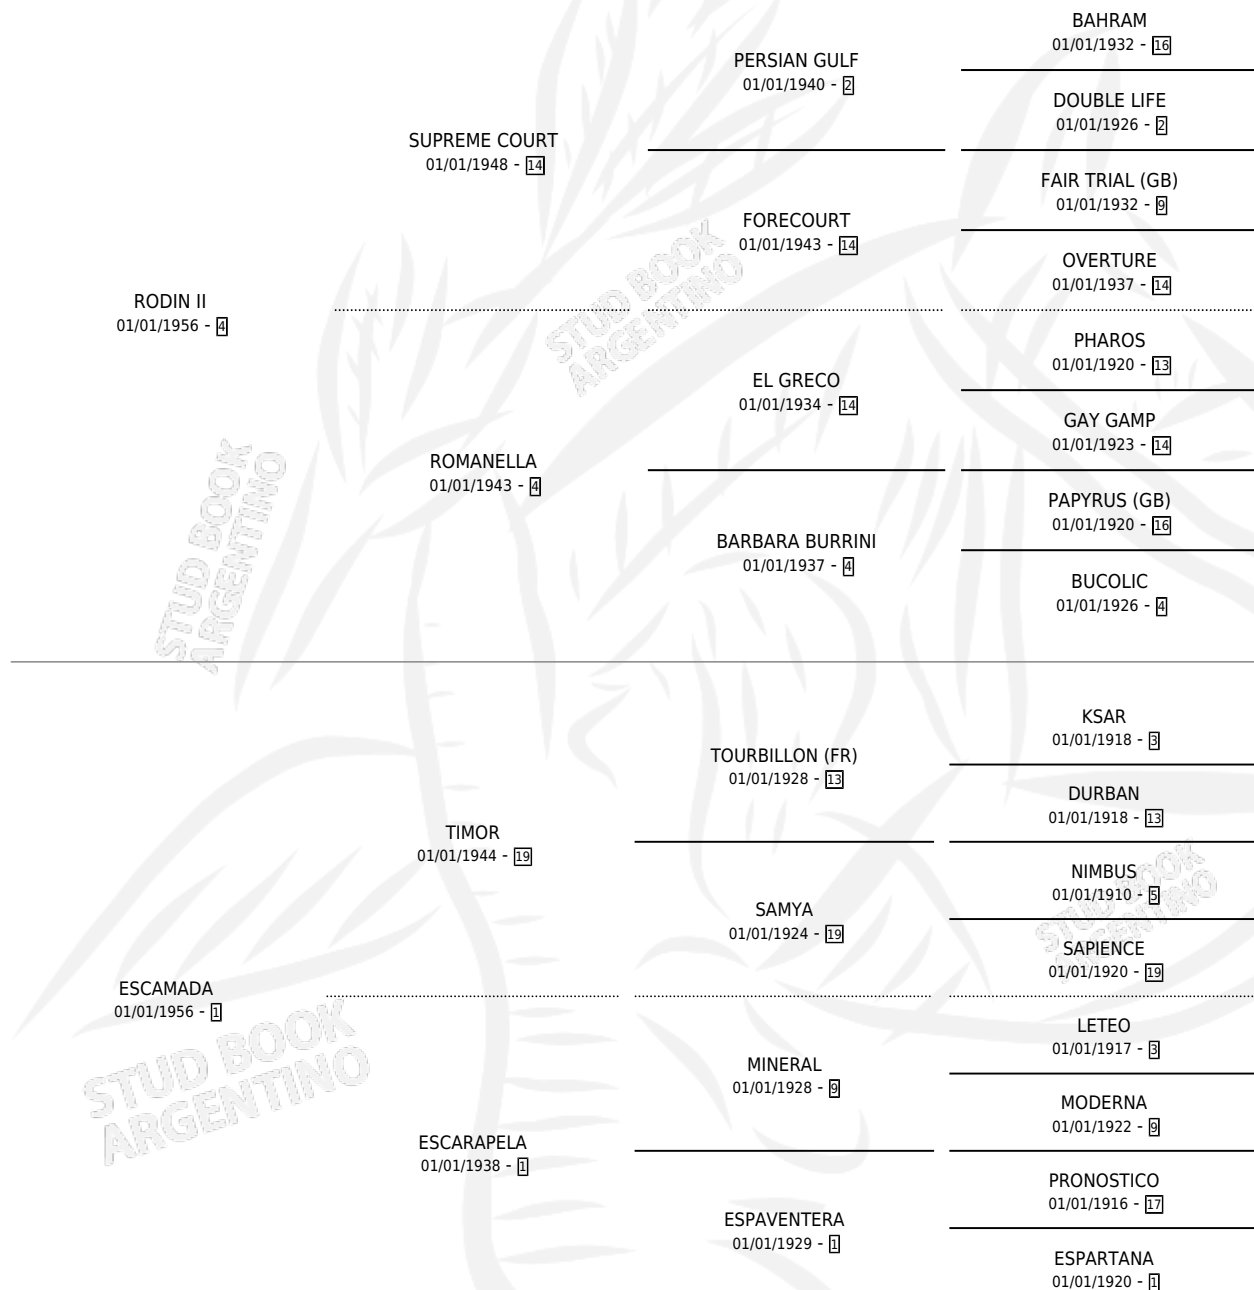 BAHRAM
01/01/1932 - 16
PERSIAN GULF
01/01/1940 - 2
DOUBLE LIFE
01/01/1926 - 2
SUPREME COURT
01/01/1948 - 14
FAIR TRIAL (GB)
01/01/1932 - 9
FORECOURT
01/01/1943 - 14
OVERTURE
01/01/1937 - 14
RODIN II
01/01/1956 - 4
PHAROS
01/01/1920 - 13
EL GRECO
01/01/1934 - 14
GAY GAMP
01/01/1923 - 14
ROMANELLA
01/01/1943 - 4
PAPYRUS (GB)
01/01/1920 - 16
BARBARA BURRINI
01/01/1937 - 4
BUCOLIC
01/01/1926 - 4
KSAR
01/01/1918 - 3
TOURBILLON (FR)
01/01/1928 - 13
DURBAN
01/01/1918 - 13
TIMOR
01/01/1944 - 19
NIMBUS
01/01/1910 - 5
SAMYA
01/01/1924 - 19
SAPIENCE
01/01/1920 - 19
ESCAMADA
01/01/1956 - 1
LETEO
01/01/1917 - 3
MINERAL
01/01/1928 - 9
MODERNA
01/01/1922 - 9
ESCARAPELA
01/01/1938 - 1
PRONOSTICO
01/01/1916 - 17
ESPAVENTERA
01/01/1929 - 1
ESPARTANA
01/01/1920 - 1
STUD BOOK
ARGENTINO
STUD BOOK
ARGENTINO
STUD BOOK
ARGENTINO
STUD BOOK
ARGENTINO